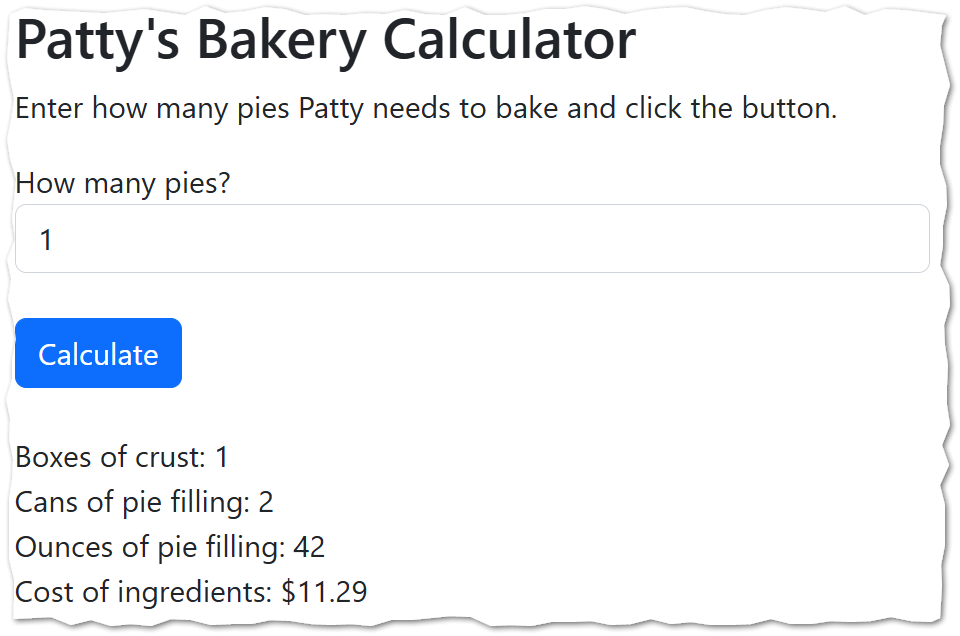 Patty's Bakery Calculator
Enter how many pies Patty needs to bake and click the button.
How many pies?
1
Calculate
Boxes of crust: 1
Cans of pie filling: 2
Ounces of pie filling: 42
Cost of ingredients: $11.29